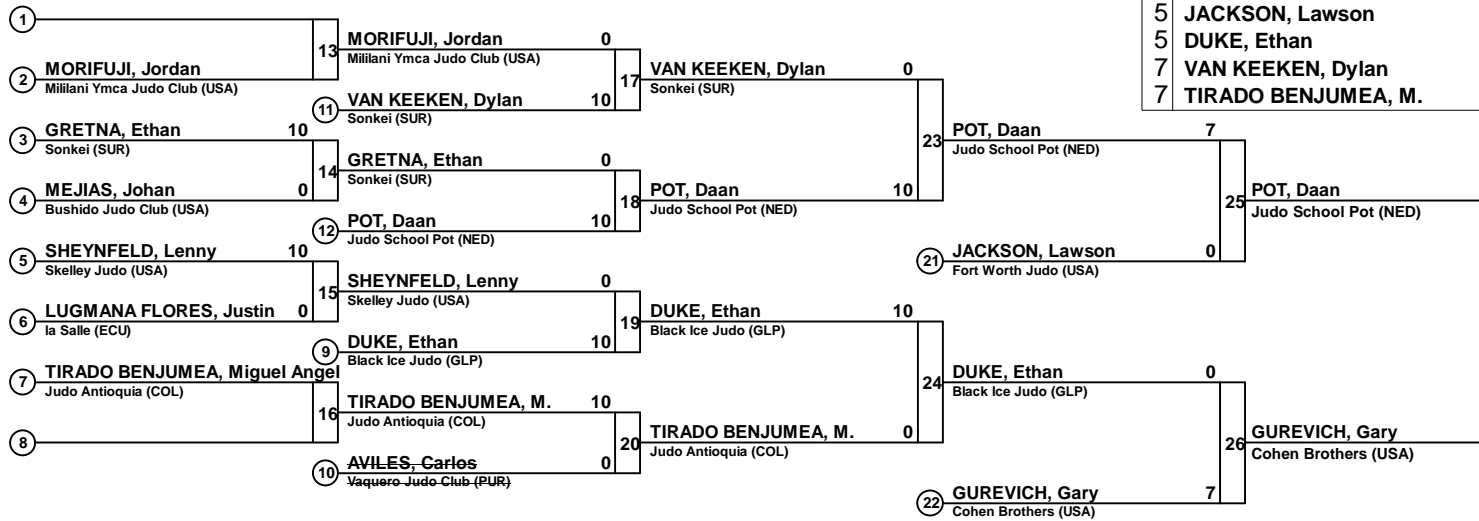 5 JACKSON, Lawson
5 DUKE, Ethan
7 VAN KEEKEN, Dylan
7 TIRADO BENJUMEA, M.
1
2 MORIFUJI, Jordan
Mililani Ymca Judo Club (USA)
3 GRETNA, Ethan 10
Sonkei (SUR)
4 MEJIAS, Johan 0
Bushido Judo Club (USA)
5 SHEYNFELD, Lenny 10
Skelley Judo (USA)
6 LUGMANA FLORES, Justin 0
la Salle (ECU)
7 TIRADO BENJUMEA, Miguel Angel
Judo Antioquia (COL)
8
13 MORIFUJI, Jordan 0
Mililani Ymca Judo Club (USA)
11 VAN KEEKEN, Dylan 10
Sonkei (SUR)
14 GRETNA, Ethan 0
Sonkei (SUR)
12 POT, Daan 10
Judo School Pot (NED)
15 SHEYNFELD, Lenny 0
Skelley Judo (USA)
9 DUKE, Ethan 10
Black Ice Judo (GLP)
16 TIRADO BENJUMEA, M. 10
Judo Antioquia (COL)
10 AVILES, Carlos 0
Vaquero Judo Club (PUR)
17 VAN KEEKEN, Dylan 0
Sonkei (SUR)
18 POT, Daan 10
Judo School Pot (NED)
19 DUKE, Ethan 10
Black Ice Judo (GLP)
20 TIRADO BENJUMEA, M. 0
Judo Antioquia (COL)
23 POT, Daan 7
Judo School Pot (NED)
21 JACKSON, Lawson 0
Fort Worth Judo (USA)
24 DUKE, Ethan 0
Black Ice Judo (GLP)
22 GUREVICH, Gary 7
Cohen Brothers (USA)
25 POT, Daan
Judo School Pot (NED)
26 GUREVICH, Gary
Cohen Brothers (USA)